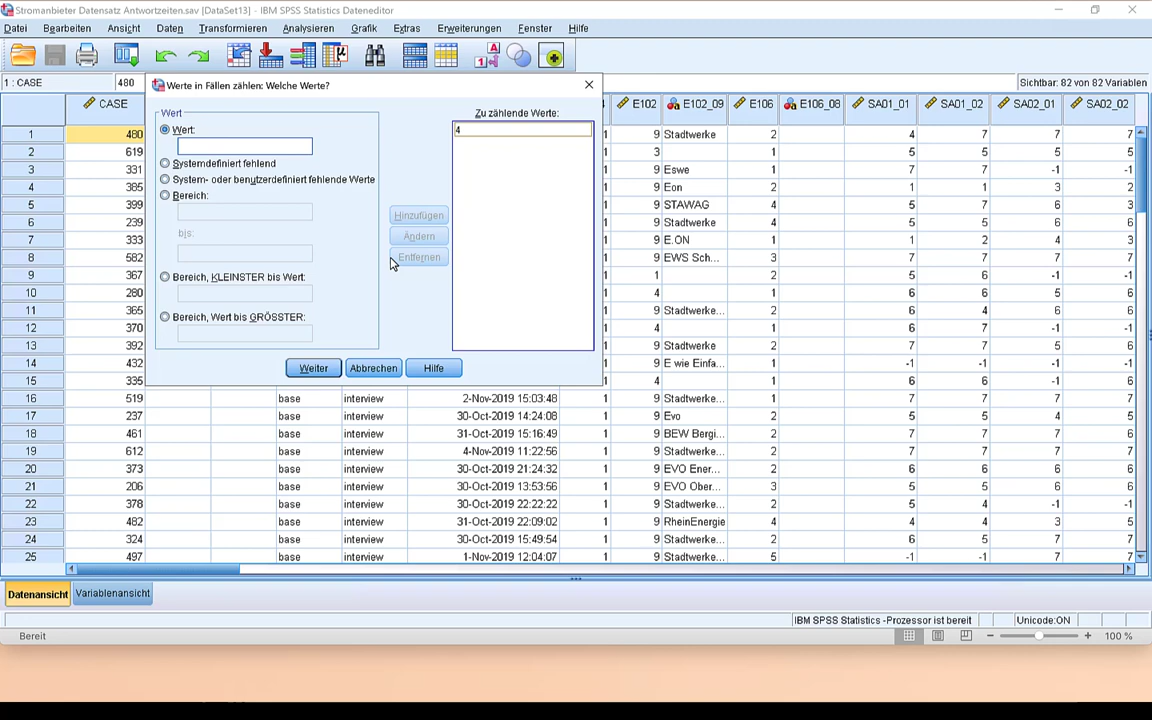 Stromanbieter Datensatz Antwortzeiten.sav [DataSet13] - IBM SPSS Statistics Dateneditor
Datei Bearbeiten Ansicht Daten Transformieren Analysieren Grafik Extras Erweiterungen Fenster Hilfe
1 : CASE 480 Sichtbar: 82 von 82 Variablen
Werte in Fällen zählen: Welche Werte?
Wert
Wert:
Systemdefiniert fehlend
System- oder benutzerdefiniert fehlende Werte
Bereich:
bis:
Bereich, KLEINSTER bis Wert:
Bereich, Wert bis GRÖSSTER:
Hinzufügen
Ändern
Entfernen
Zu zählende Werte:
4
Weiter Abbrechen Hilfe
CASE E102 E102_09 E106 E106_08 SA01_01 SA01_02 SA02_01 SA02_02
1 480 9 Stadtwerke 2 4 7 7 7
2 619 1 3 1 5 5 5 5
3 331 1 9 Eswe 1 7 7 -1 -1
4 385 1 9 Eon 2 1 1 3 2
5 399 1 9 STAWAG 4 5 7 6 3
6 239 1 9 Stadtwerke 4 5 5 6 6
7 333 1 9 E.ON 1 1 2 4 3
8 582 1 9 EWS Sch... 3 7 7 7 7
9 367 1 1 2 5 6 -1 -1
10 280 1 4 1 6 6 5 6
11 365 1 9 Stadtwerke... 2 6 4 6 6
12 370 1 4 1 6 7 -1 -1
13 392 1 9 Stadtwerke 2 7 7 5 6
14 432 1 9 E wie Einfa... 1 -1 -1 -1 -1
15 335 1 4 1 6 6 -1 6
16 519 base interview 2-Nov-2019 15:03:48 1 9 Stadtwerke... 1 7 7 7 7
17 237 base interview 30-Oct-2019 14:24:08 1 9 Evo 2 5 5 4 5
18 461 base interview 31-Oct-2019 15:16:49 1 9 BEW Bergi... 2 7 7 7 6
19 612 base interview 4-Nov-2019 11:22:56 1 9 Stadtwerke... 1 7 7 7 7
20 373 base interview 30-Oct-2019 21:24:32 1 9 EVO Ener... 2 6 6 6 6
21 206 base interview 30-Oct-2019 13:53:56 1 9 EVO Ober... 3 5 5 6 6
22 378 base interview 30-Oct-2019 22:22:22 1 9 Stadtwerke... 2 5 4 -1 -1
23 482 base interview 31-Oct-2019 22:09:02 1 9 RheinEnergie 4 4 4 3 5
24 324 base interview 30-Oct-2019 15:49:54 1 9 Stadtwerke... 2 6 5 7 7
25 497 base interview 1-Nov-2019 12:04:07 1 9 Stadtwerke... 5 -1 -1 7 7
Datenansicht Variablenansicht
IBM SPSS Statistics -Prozessor ist bereit Unicode:ON
Bereit 100 %